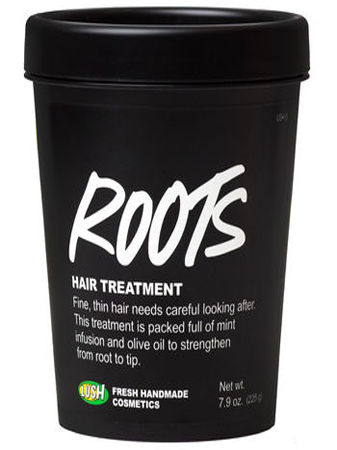 ROOTS
HAIR TREATMENT
Fine, thin hair needs careful looking after.
This treatment is packed full of mint
infusion and olive oil to strengthen
from root to tip.
LUSH
FRESH HANDMADE
COSMETICS
Net wt.
7.9 oz. (225 g)